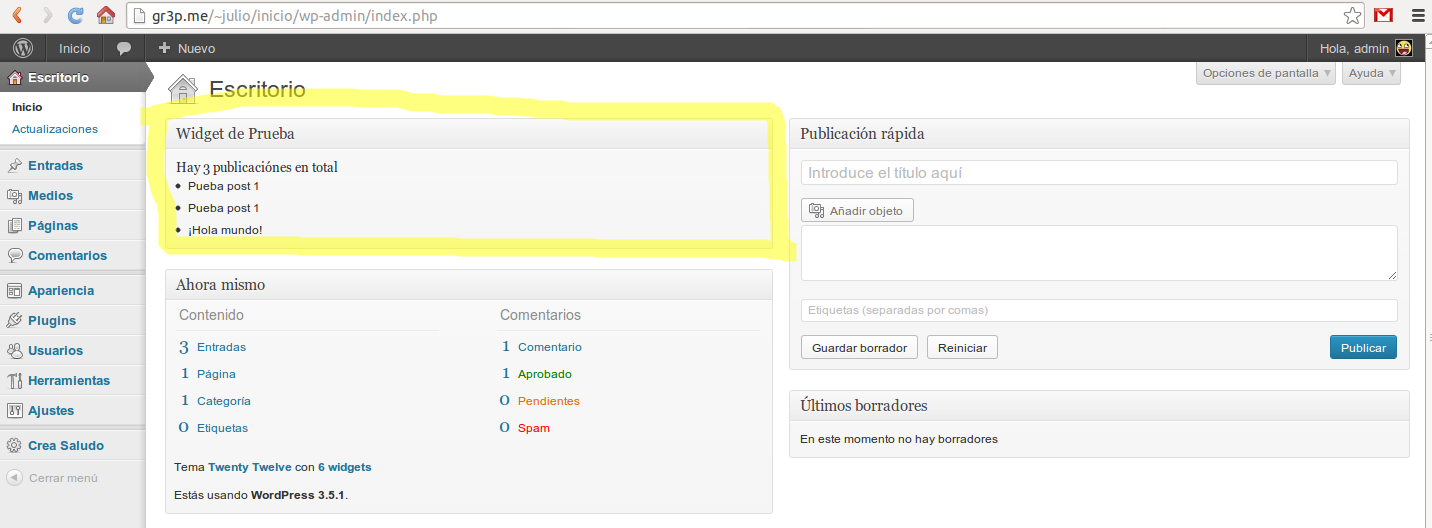 gr3p.me/~julio/inicio/wp-admin/index.php
Inicio
Nuevo
Hola, admin
Escritorio
Inicio
Actualizaciones
Entradas
Medios
Páginas
Comentarios
Apariencia
Plugins
Usuarios
Herramientas
Ajustes
Crea Saludo
Cerrar menú
Opciones de pantalla
Ayuda
Escritorio
Widget de Prueba
Hay 3 publicaciónes en total
Pueba post 1
Pueba post 1
¡Hola mundo!
Ahora mismo
Contenido
3 Entradas
1 Página
1 Categoría
0 Etiquetas
Comentarios
1 Comentario
1 Aprobado
0 Pendientes
0 Spam
Tema Twenty Twelve con 6 widgets
Estás usando WordPress 3.5.1.
Publicación rápida
Introduce el título aquí
Añadir objeto
Etiquetas (separadas por comas)
Guardar borrador
Reiniciar
Publicar
Últimos borradores
En este momento no hay borradores